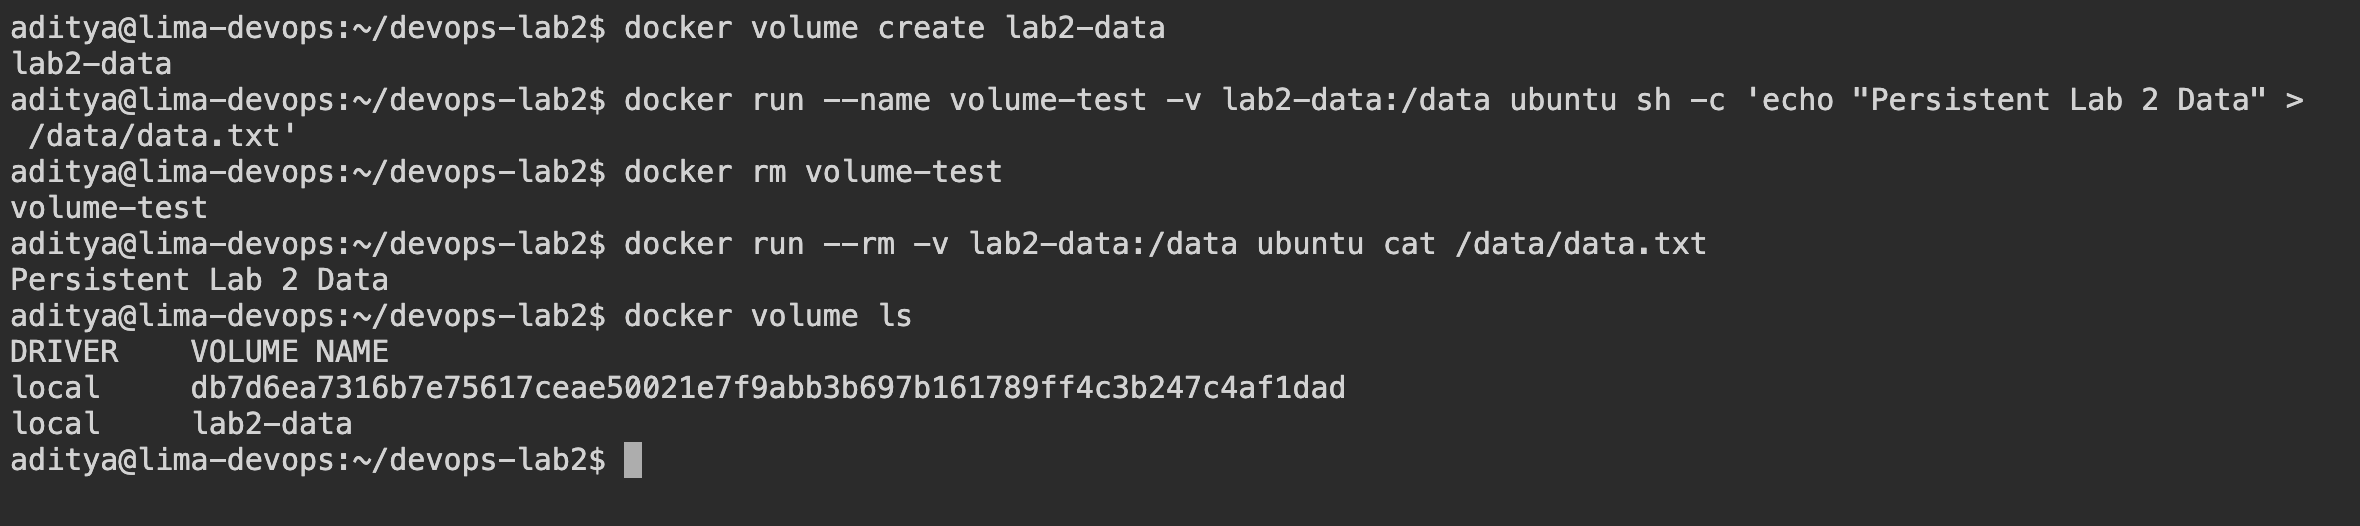 aditya@lima-devops:~/devops-lab2$ docker volume create lab2-data
lab2-data
aditya@lima-devops:~/devops-lab2$ docker run --name volume-test -v lab2-data:/data ubuntu sh -c 'echo "Persistent Lab 2 Data" >
 /data/data.txt'
aditya@lima-devops:~/devops-lab2$ docker rm volume-test
volume-test
aditya@lima-devops:~/devops-lab2$ docker run --rm -v lab2-data:/data ubuntu cat /data/data.txt
Persistent Lab 2 Data
aditya@lima-devops:~/devops-lab2$ docker volume ls
DRIVER    VOLUME NAME
local     db7d6ea7316b7e75617ceae50021e7f9abb3b697b161789ff4c3b247c4af1dad
local     lab2-data
aditya@lima-devops:~/devops-lab2$